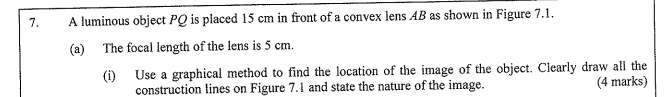 7. A luminous object PQ is placed 15 cm in front of a convex lens AB as shown in Figure 7.1.
(a) The focal length of the lens is 5 cm.
(i) Use a graphical method to find the location of the image of the object. Clearly draw all the
construction lines on Figure 7.1 and state the nature of the image. (4 marks)